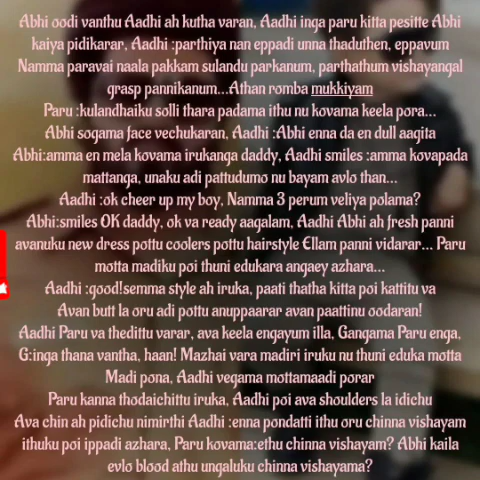 Abhi oodi vanthu Aadhi ah kutha varan, Aadhi inga paru kitta pesitte Abhi
kaiya pidikarar, Aadhi :parthiya nan eppadi unna thaduthen, eppavum
Namma paravai naala pakkam sulandu parkanum, parthathum vishayangal
grasp pannikanum...Athan romba mukkiyam
Paru :kulandhaiku solli thara padama ithu nu kovama keela pora...
Abhi sogama face vechukaran, Aadhi :Abhi enna da en dull aagita
Abhi:amma en mela kovama irukanga daddy, Aadhi smiles :amma kovapada
mattanga, unaku adi pattudumo nu bayam avlo than...
Aadhi :ok cheer up my boy, Namma 3 perum veliya polama?
Abhi:smiles OK daddy, ok va ready aagalam, Aadhi Abhi ah fresh panni
avanuku new dress pottu coolers pottu hairstyle Ellam panni vidarar... Paru
motta madiku poi thuni edukara angaey azhara...
Aadhi :good!semma style ah iruka, paati thatha kitta poi kattitu va
Avan butt la oru adi pottu anuppaarar avan paattinu oodaran!
Aadhi Paru va thedittu varar, ava keela engayum illa, Gangama Paru enga,
G:inga thana vantha, haan! Mazhai vara madiri iruku nu thuni eduka motta
Madi pona, Aadhi vegama mottamaadi porar
Paru kanna thodaichittu iruka, Aadhi poi ava shoulders la idichu
Ava chin ah pidichu nimirthi Aadhi :enna pondatti ithu oru chinna vishayam
ithuku poi ippadi azhara, Paru kovama:ethu chinna vishayam? Abhi kaila
evlo blood athu ungaluku chinna vishayama?